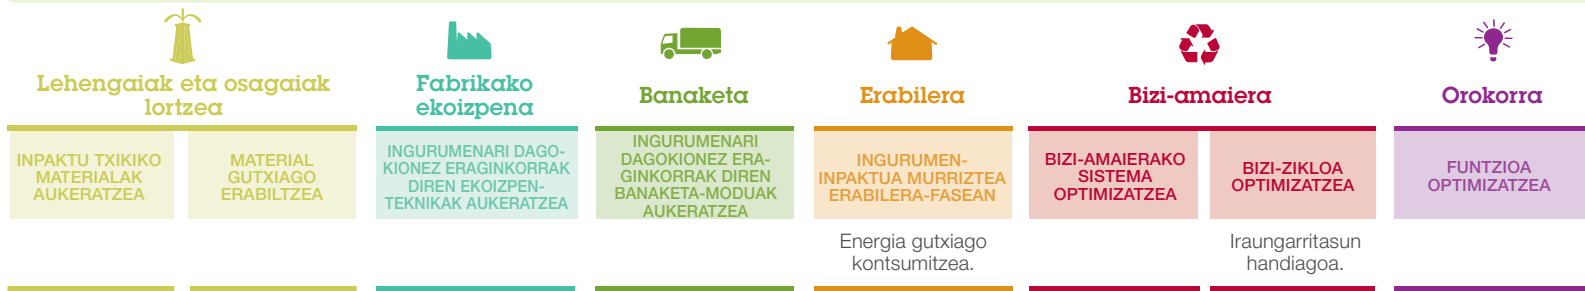 Lehengaiak eta osagaiak
lortzea
Fabrikako
ekoizpena
Banaketa
Erabilera
Bizi-amaiera
Orokorra
INPAKTU TXIKIKO
MATERIALAK
AUKERATZEA
MATERIAL
GUTXIAGO
ERABILTZEA
INGURUMENARI DAGO-
KIONEZ ERAGINKORRAK
DIREN EKOIZPEN-
TEKNIKAK AUKERATZEA
INGURUMENARI
DAGOKIONEZ ERA-
GINKORRAK DIREN
BANAKETA-MODUAK
AUKERATZEA
INGURUMEN-
INPAKTUA MURRIZTEA
ERABILERA-FASEAN
BIZI-AMAIERAKO
SISTEMA
OPTIMIZATZEA
BIZI-ZIKLOA
OPTIMIZATZEA
FUNTZIOA
OPTIMIZATZEA
Energia gutxiago
kontsumitzea.
Iraungarritasun
handiagoa.